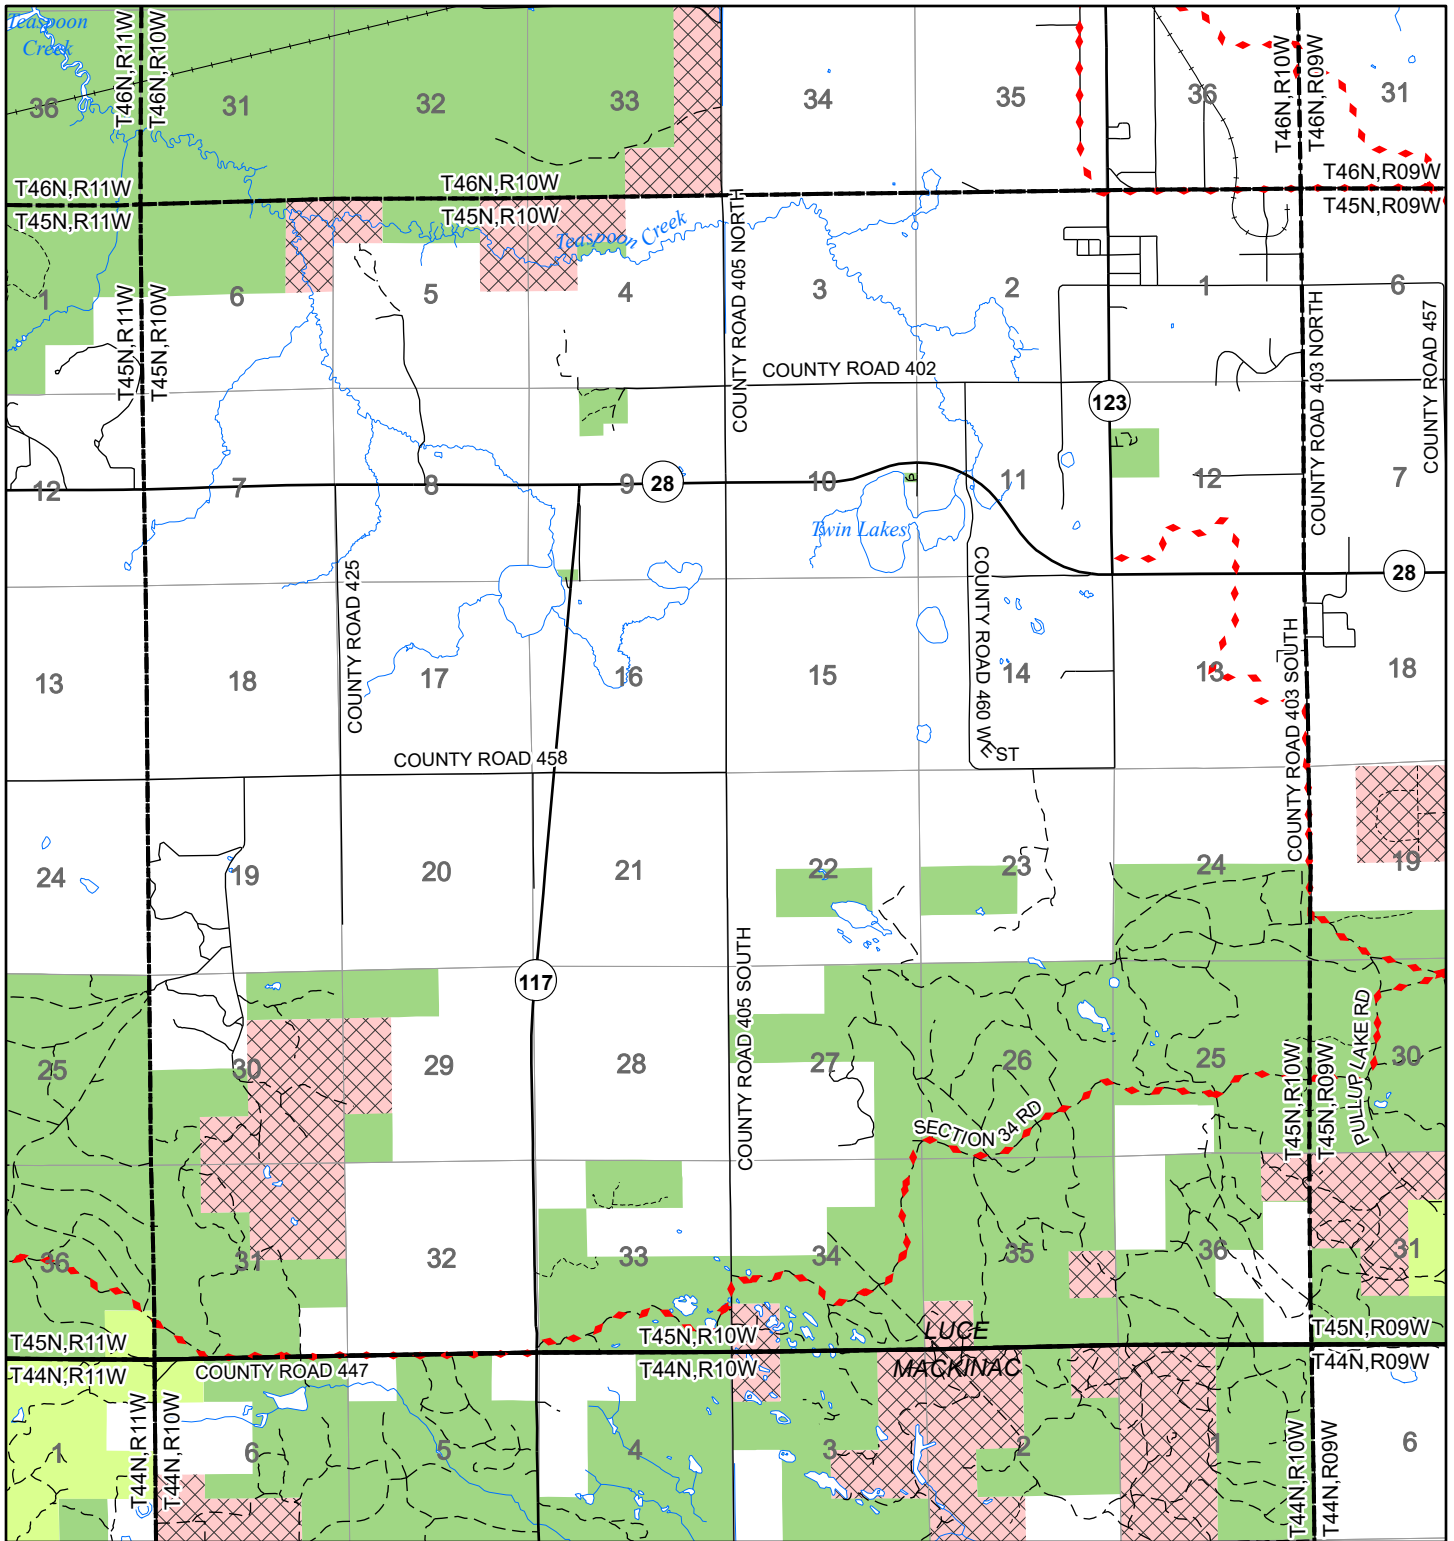 Teaspoon
Creek
T46N,R11W
T46N,R10W
T46N,R10W
T46N,R09W
36
31
32
33
34
35
36
31
T46N,R11W
T46N,R10W
T46N,R09W
T45N,R11W
T45N,R10W
T45N,R09W
Teaspoon Creek
COUNTY ROAD 405 NORTH
1
6
5
4
3
2
1
6
T45N,R11W
T45N,R10W
COUNTY ROAD 403 NORTH
COUNTY ROAD 457
COUNTY ROAD 402
123
12
7
8
9
28
10
11
12
7
Twin Lakes
28
COUNTY ROAD 425
COUNTY ROAD 460 WEST
COUNTY ROAD 403 SOUTH
13
18
17
16
15
14
13
18
COUNTY ROAD 458
24
19
20
21
22
23
24
19
117
COUNTY ROAD 405 SOUTH
PULLUP LAKE RD
25
30
29
28
27
26
25
30
T45N,R10W
T45N,R09W
SECTION 34 RD
36
31
32
33
34
35
36
31
T45N,R11W
T45N,R10W
LUCE
T45N,R09W
T44N,R11W
COUNTY ROAD 447
T44N,R10W
MACKINAC
T44N,R09W
T44N,R11W
T44N,R10W
T44N,R10W
T44N,R09W
1
6
5
4
3
2
1
6